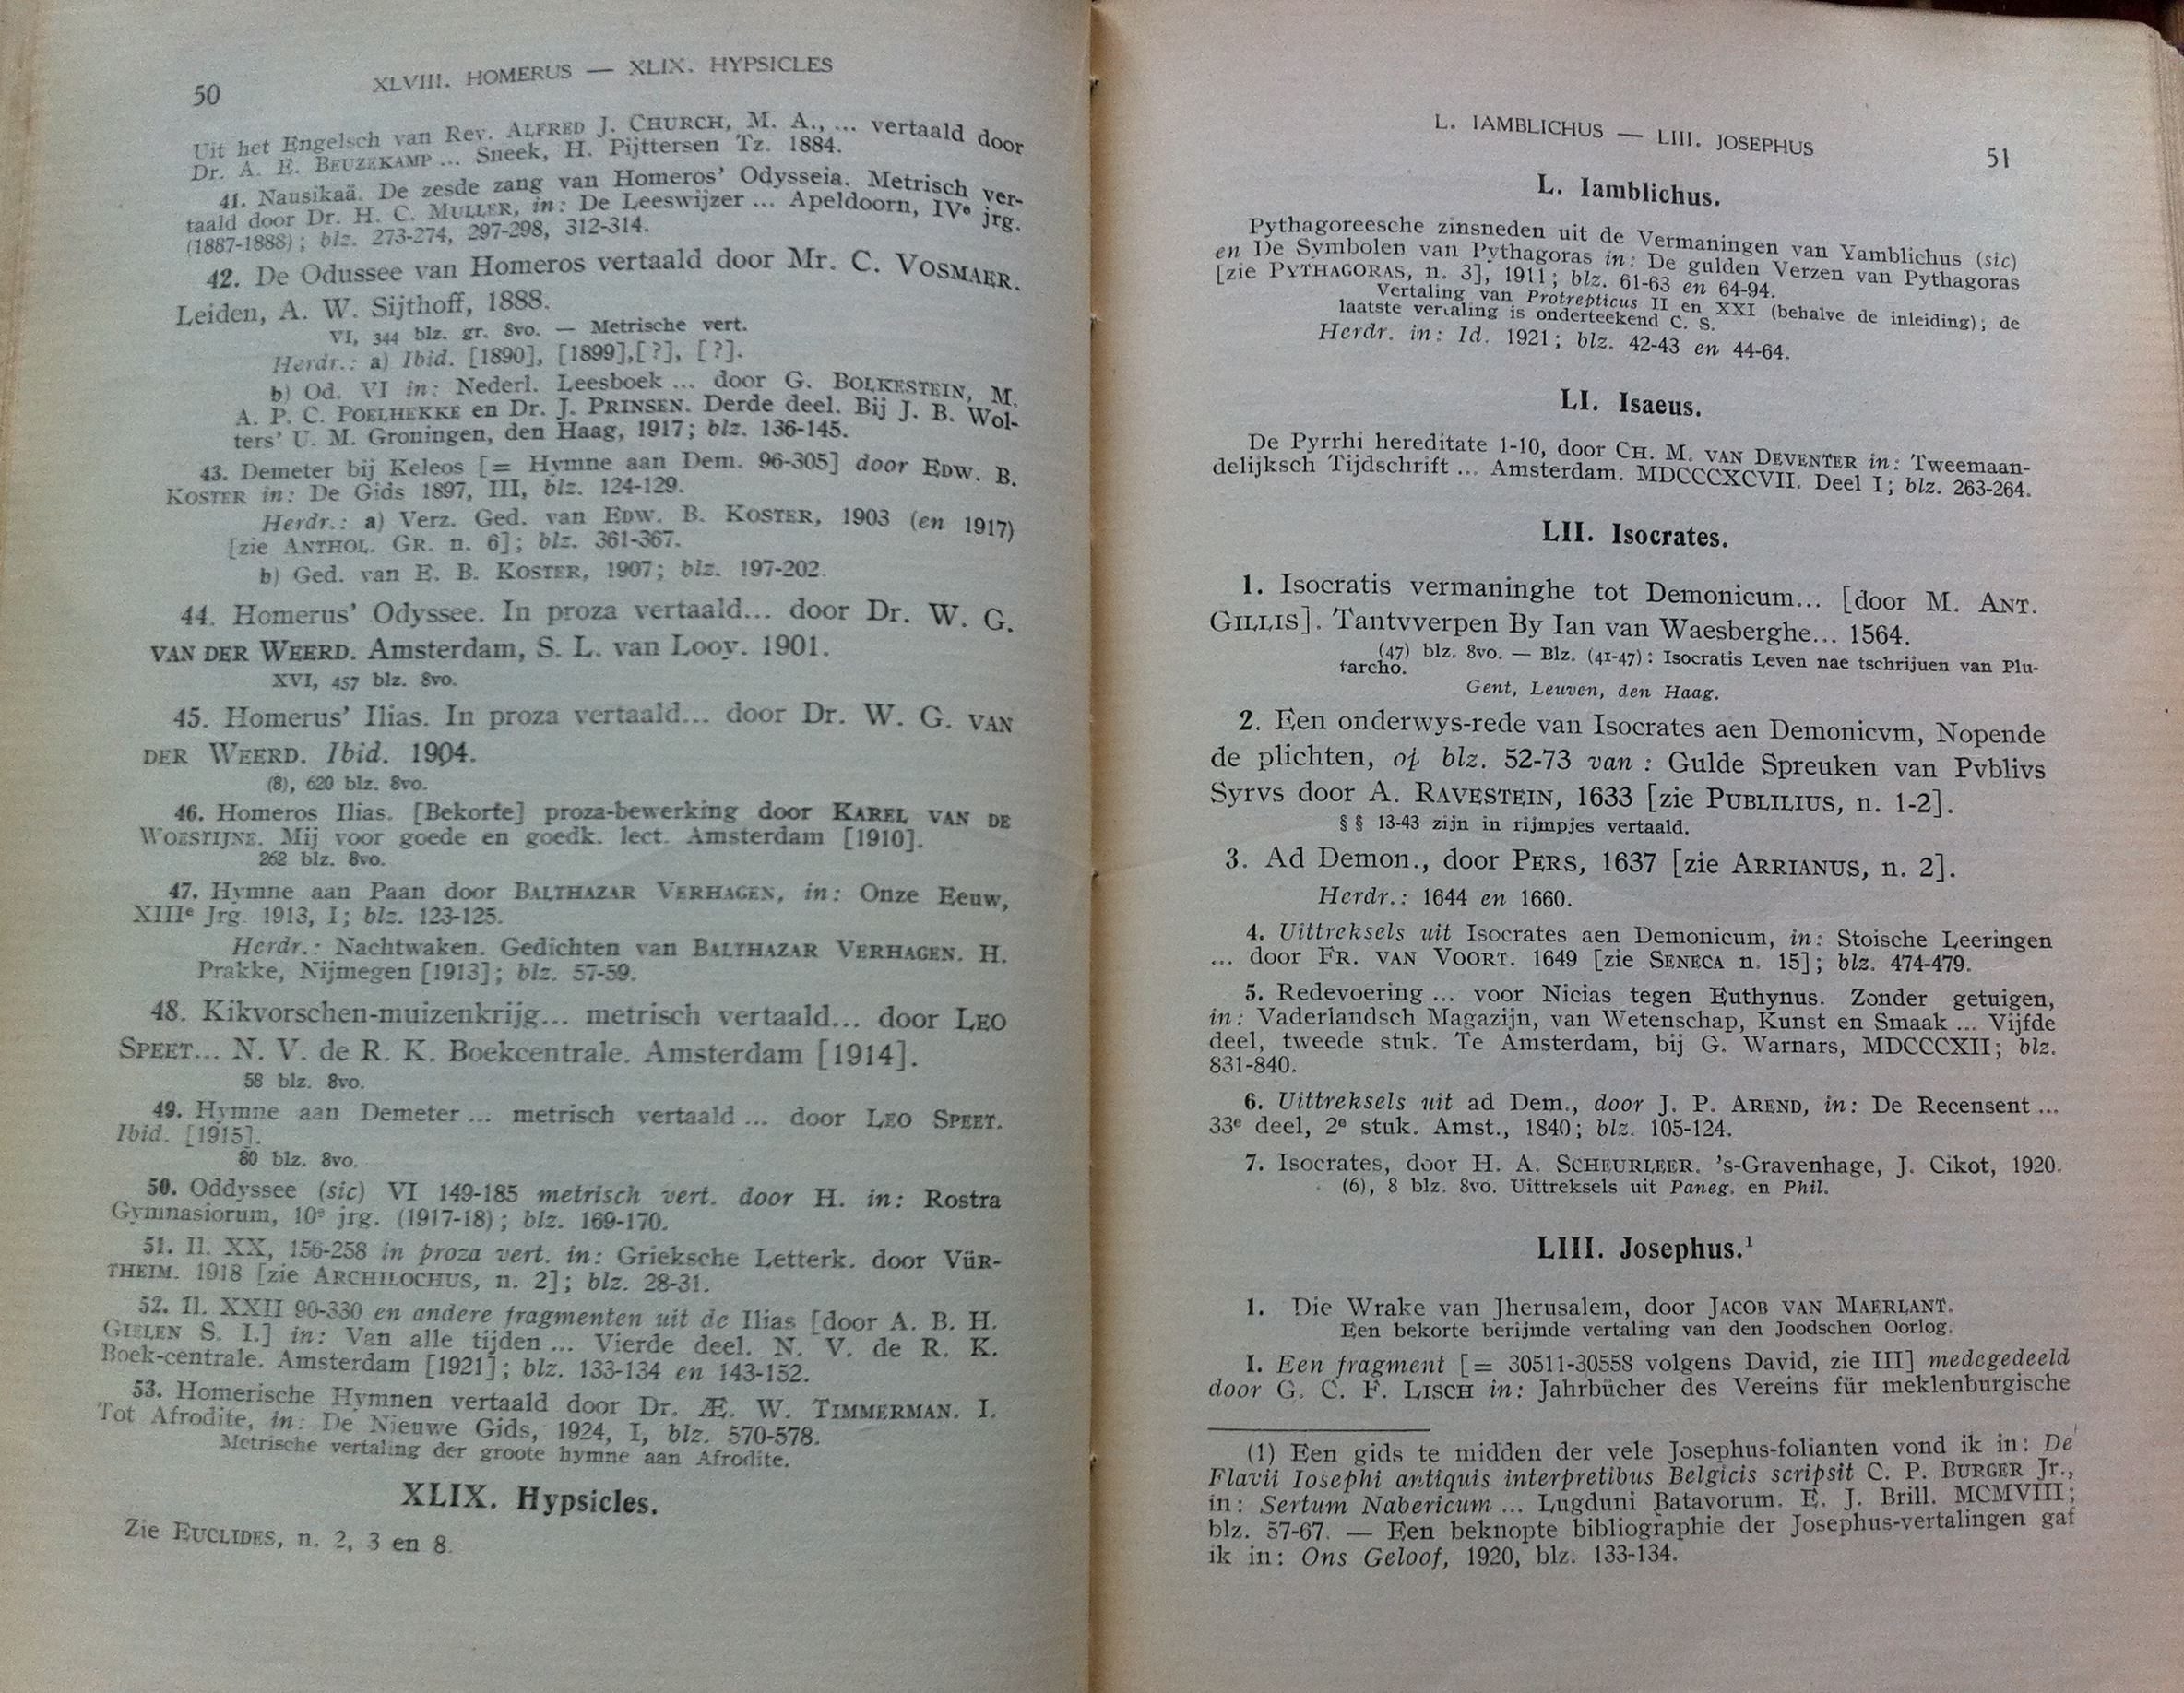 50
XLVIII. HOMERUS — XLIX. HYPSICLES
Uit het Engelsch van Rev. ALFRED J. CHURCH, M. A., ... vertaald door
Dr. A. E. BEUZEKAMP ... Sneek, H. Pijttersen Tz. 1884.
41. Nausikaä. De zesde zang van Homeros' Odysseia. Metrisch ver-
taald door Dr. H. C. MULLER, in: De Leeswijzer ... Apeldoorn, IVe jrg.
(1887-1888); blz. 273-274, 297-298, 312-314.
42. De Odussee van Homeros vertaald door Mr. C. VOSMAER.
Leiden, A. W. Sijthoff, 1888.
VI, 344 blz. gr. 8vo. — Metrische vert.
Herdr.: a) Ibid. [1890], [1899],[?], [?].
b) Od. VI in: Nederl. Leesboek ... door G. BOLKESTEIN, M.
A. P. C. POELHEKKE en Dr. J. PRINSEN. Derde deel. Bij J. B. Wol-
ters' U. M. Groningen, den Haag, 1917; blz. 136-145.
43. Demeter bij Keleos [= Hymne aan Dem. 96-305] door EDW. B.
KOSTER in: De Gids 1897, III, blz. 124-129.
Herdr.: a) Verz. Ged. van EDW. B. KOSTER, 1903 (en 1917)
[zie ANTHOL. GR. n. 6]; blz. 361-367.
b) Ged. van E. B. KOSTER, 1907; blz. 197-202.
44. Homerus' Odyssee. In proza vertaald... door Dr. W. G.
VAN DER WEERD. Amsterdam, S. L. van Looy. 1901.
XVI, 457 blz. 8vo.
45. Homerus' Ilias. In proza vertaald... door Dr. W. G. VAN
DER WEERD. Ibid. 1904.
(8), 620 blz. 8vo.
46. Homeros Ilias. [Bekorte] proza-bewerking door KAREL VAN DE
WOESTIJNE. Mij voor goede en goedk. lect. Amsterdam [1910].
262 blz. 8vo.
47. Hymne aan Paan door BALTHAZAR VERHAGEN, in: Onze Eeuw,
XIIIe Jrg. 1913, I; blz. 123-125.
Herdr.: Nachtwaken. Gedichten van BALTHAZAR VERHAGEN. H.
Prakke, Nijmegen [1913]; blz. 57-59.
48. Kikvorschen-muizenkrijg... metrisch vertaald... door LEO
SPEET... N. V. de R. K. Boekcentrale. Amsterdam [1914].
58 blz. 8vo.
49. Hymne aan Demeter ... metrisch vertaald ... door LEO SPEET.
Ibid. [1915].
80 blz. 8vo.
50. Oddyssee (sic) VI 149-185 metrisch vert. door H. in: Rostra
Gymnasiorum, 10e jrg. (1917-18); blz. 169-170.
51. Il. XX, 156-258 in proza vert. in: Grieksche Letterk. door VÜR-
THEIM. 1918 [zie ARCHILOCHUS, n. 2]; blz. 28-31.
52. Il. XXII 90-330 en andere fragmenten uit de Ilias [door A. B. H.
GIELEN S. I.] in: Van alle tijden ... Vierde deel. N. V. de R. K.
Boek-centrale. Amsterdam [1921]; blz. 133-134 en 143-152.
53. Homerische Hymnen vertaald door Dr. Æ. W. TIMMERMAN. I.
Tot Afrodite, in: De Nieuwe Gids, 1924, I, blz. 570-578.
Metrische vertaling der groote hymne aan Afrodite.
XLIX. Hypsicles.
Zie EUCLIDES, n. 2, 3 en 8.
L. IAMBLICHUS — LIII. JOSEPHUS
51
L. Iamblichus.
Pythagoreesche zinsneden uit de Vermaningen van Yamblichus (sic)
en De Symbolen van Pythagoras in: De gulden Verzen van Pythagoras
[zie PYTHAGORAS, n. 3], 1911; blz. 61-63 en 64-94.
Vertaling van Protrepticus II en XXI (behalve de inleiding); de
laatste vertaling is onderteekend C. S.
Herdr. in: Id. 1921; blz. 42-43 en 44-64.
LI. Isaeus.
De Pyrrhi hereditate 1-10, door CH. M. VAN DEVENTER in: Tweemaan-
delijksch Tijdschrift ... Amsterdam. MDCCCXCVII. Deel I; blz. 263-264.
LII. Isocrates.
1. Isocratis vermaninghe tot Demonicum... [door M. ANT.
GILLIS]. Tantvverpen By Ian van Waesberghe... 1564.
(47) blz. 8vo. — Blz. (41-47): Isocratis Leven nae tschrijuen van Plu-
tarcho.
Gent, Leuven, den Haag.
2. Een onderwys-rede van Isocrates aen Demonicvm, Nopende
de plichten, op blz. 52-73 van : Gulde Spreuken van Pvblivs
Syrvs door A. RAVESTEIN, 1633 [zie PUBLILIUS, n. 1-2].
§ § 13-43 zijn in rijmpjes vertaald.
3. Ad Demon., door PERS, 1637 [zie ARRIANUS, n. 2].
Herdr.: 1644 en 1660.
4. Uittreksels uit Isocrates aen Demonicum, in: Stoische Leeringen
... door FR. VAN VOORT. 1649 [zie SENECA n. 15]; blz. 474-479.
5. Redevoering ... voor Nicias tegen Euthynus. Zonder getuigen,
in: Vaderlandsch Magazijn, van Wetenschap, Kunst en Smaak ... Vijfde
deel, tweede stuk. Te Amsterdam, bij G. Warnars, MDCCCXII; blz.
831-840.
6. Uittreksels uit ad Dem., door J. P. AREND, in: De Recensent ...
33e deel, 2e stuk. Amst., 1840; blz. 105-124.
7. Isocrates, door H. A. SCHEURLEER. 's-Gravenhage, J. Cikot, 1920.
(6), 8 blz. 8vo. Uittreksels uit Paneg. en Phil.
LIII. Josephus.1
1. Die Wrake van Jherusalem, door JACOB VAN MAERLANT.
Een bekorte berijmde vertaling van den Joodschen Oorlog.
I. Een fragment [= 30511-30558 volgens David, zie III] medegedeeld
door G. C. F. LISCH in: Jahrbücher des Vereins für meklenburgische
(1) Een gids te midden der vele Josephus-folianten vond ik in: De
Flavii Iosephi antiquis interpretibus Belgicis scripsit C. P. BURGER Jr.,
in: Sertum Nabericum ... Lugduni Batavorum. E. J. Brill. MCMVIII;
blz. 57-67. — Een beknopte bibliographie der Josephus-vertalingen gaf
ik in: Ons Geloof, 1920, blz. 133-134.